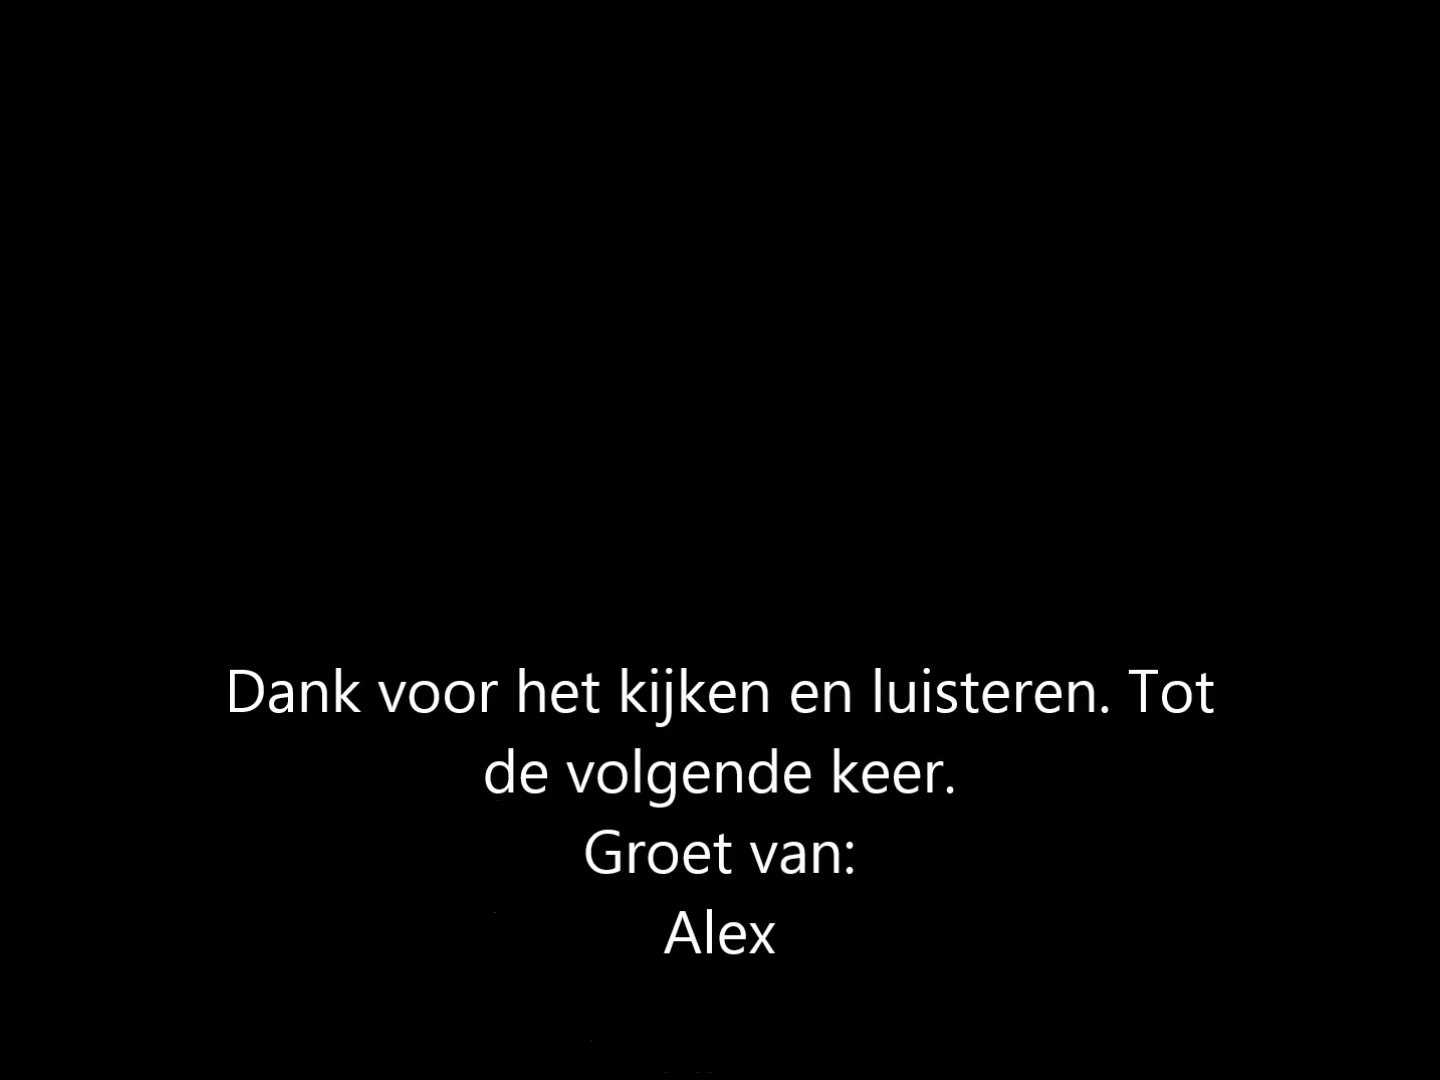 Dank voor het kijken en luisteren. Tot
de volgende keer.
Groet van:
Alex